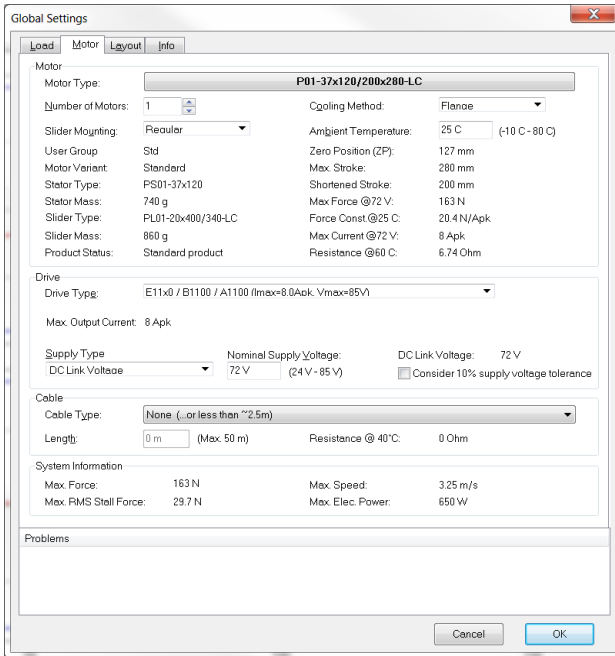 Global Settings
Load Motor Layout Info
Motor
Motor Type: P01-37x120/200x280-LC
Number of Motors: 1 Cooling Method: Flange
Slider Mounting: Regular Ambient Temperature: 25 C (-10 C - 80 C)
User Group Std Zero Position (ZP): 127 mm
Motor Variant: Standard Max. Stroke: 280 mm
Stator Type: PS01-37x120 Shortened Stroke: 200 mm
Stator Mass: 740 g Max Force @72 V: 163 N
Slider Type: PL01-20x400/340-LC Force Const.@25 C: 20.4 N/Apk
Slider Mass: 860 g Max Current @72 V: 8 Apk
Product Status: Standard product Resistance @60 C: 6.74 Ohm
Drive
Drive Type: E11x0 / B1100 / A1100 (Imax=8.0Apk, Vmax=85V)
Max. Output Current: 8 Apk
Supply Type Nominal Supply Voltage: DC Link Voltage: 72 V
DC Link Voltage 72 V (24 V - 85 V) Consider 10% supply voltage tolerance
Cable
Cable Type: None (...or less than ~2.5m)
Length: 0 m (Max. 50 m) Resistance @ 40°C: 0 Ohm
System Information
Max. Force: 163 N Max. Speed: 3.25 m/s
Max. RMS Stall Force: 29.7 N Max. Elec. Power: 650 W
Problems
Cancel OK